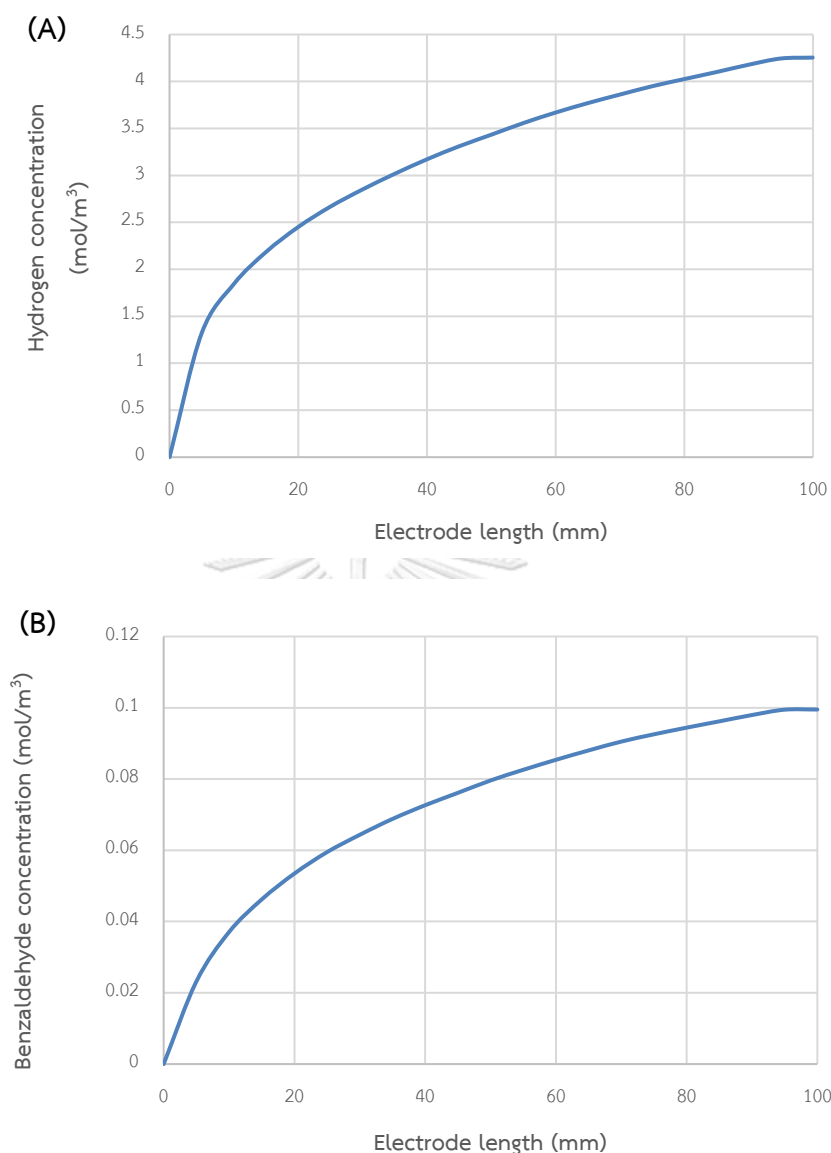 (A)
Hydrogen concentration
(mol/m³)
4.5
4
3.5
3
2.5
2
1.5
1
0.5
0
0 20 40 60 80 100
Electrode length (mm)
(B)
Benzaldehyde concentration (mol/m³)
0.12
0.1
0.08
0.06
0.04
0.02
0
0 20 40 60 80 100
Electrode length (mm)